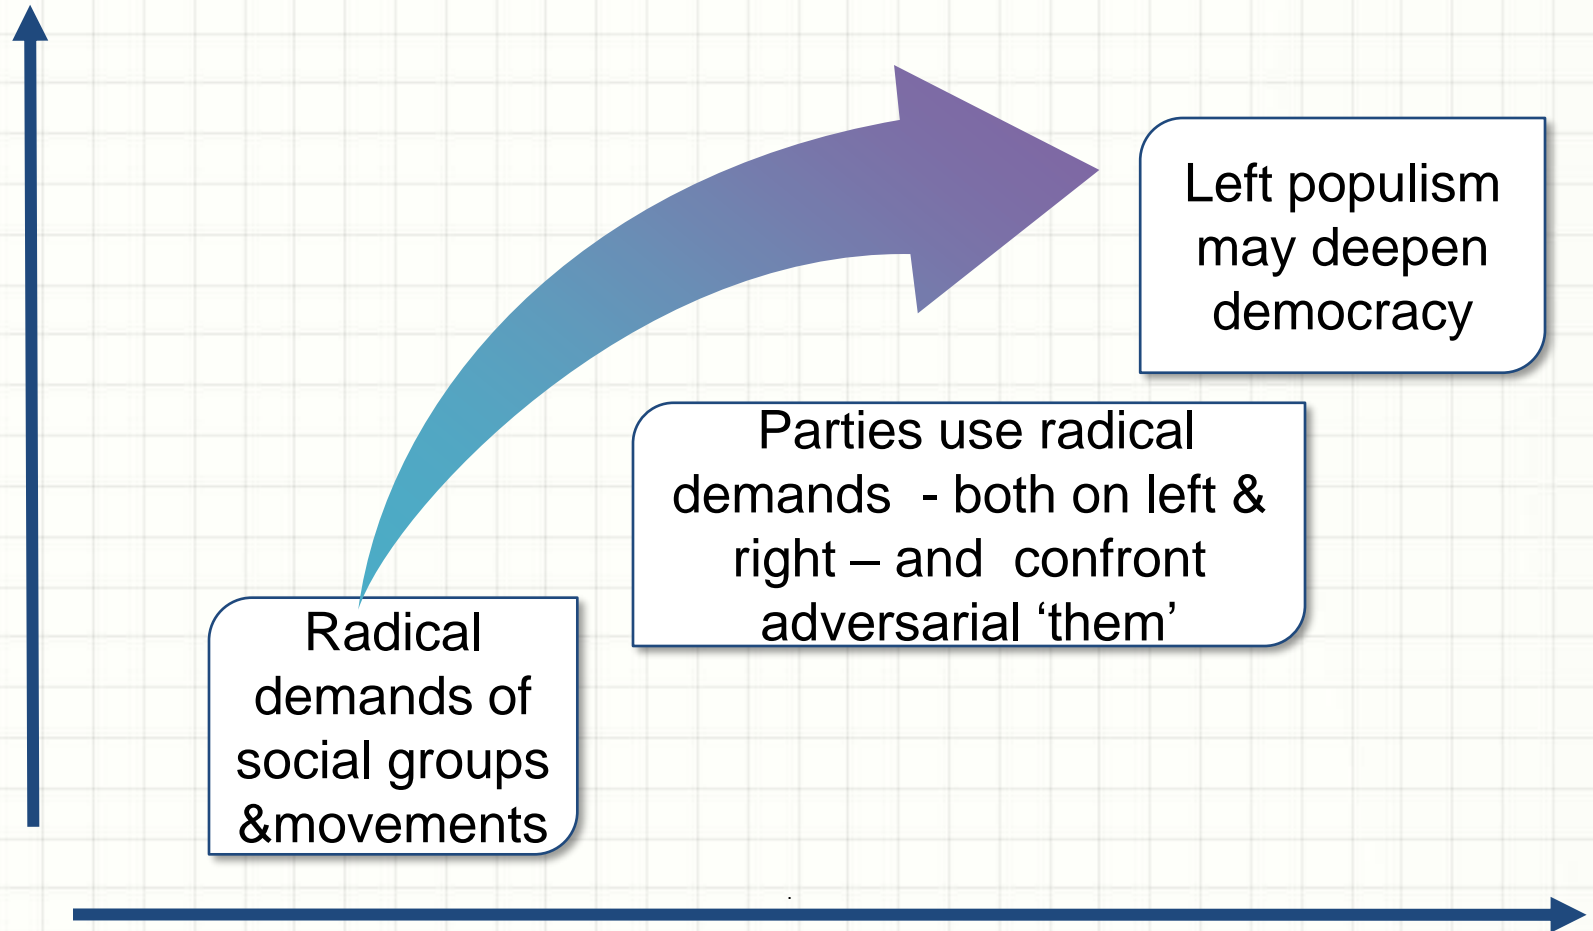 Left populism
may deepen
democracy
Parties use radical
demands  - both on left &
right – and  confront
adversarial ‘them’
Radical
demands of
social groups
&movements
.